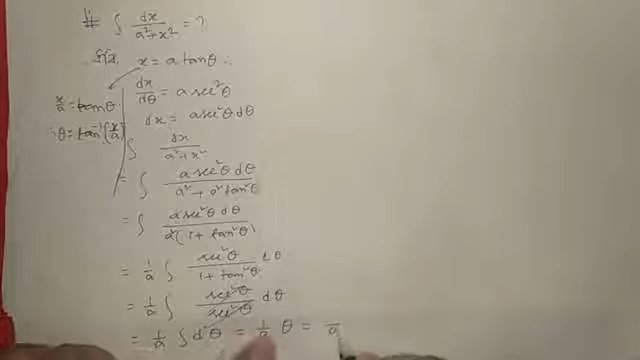 # ∫ dx/(a²+x²) = ?
x = a tanθ ∴
x/a = tanθ
dx/dθ = a sec²θ
∴ θ = tan⁻¹(x/a)
dx = a sec²θ dθ
∫ dx/(a²+x²)
= ∫ a sec²θ dθ/(a² + a² tan²θ)
= ∫ a sec²θ dθ/(a²(1 + tan²θ))
= 1/a ∫ sec²θ/(1 + tan²θ) dθ
= 1/a ∫ sec²θ/sec²θ dθ
= 1/a ∫ dθ = 1/a θ =